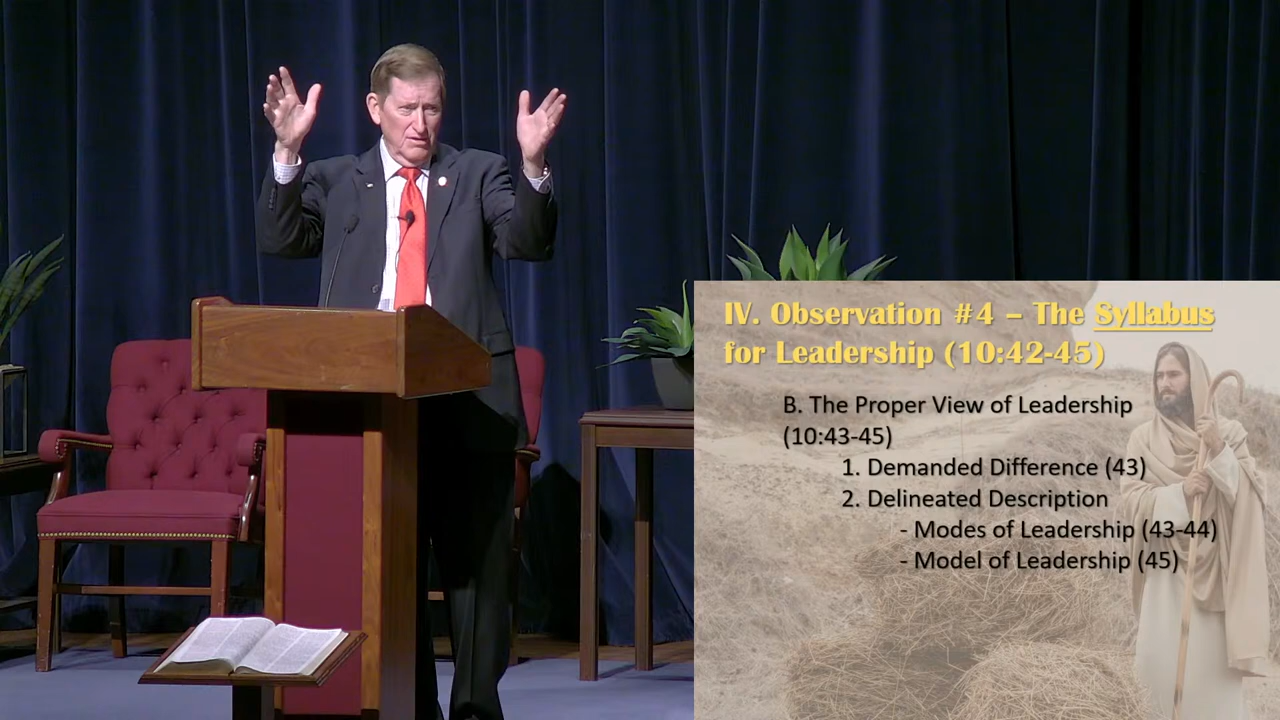 IV. Observation #4 – The Syllabus
for Leadership (10:42-45)
B. The Proper View of Leadership
(10:43-45)
1. Demanded Difference (43)
2. Delineated Description
- Modes of Leadership (43-44)
- Model of Leadership (45)